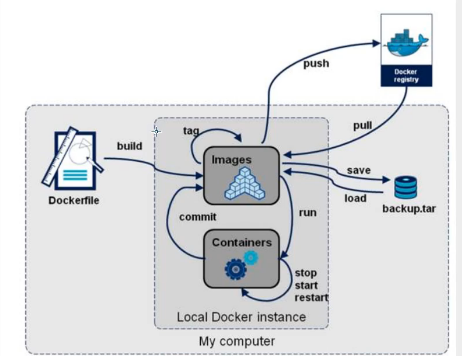 push
Docker
registry
pull
tag
build
Images
save
load
Dockerfile
backup.tar
commit
run
Containers
stop
start
restart
Local Docker instance
My computer